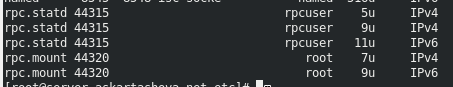 rpc.statd 44315 rpcuser 5u IPv4
rpc.statd 44315 rpcuser 9u IPv4
rpc.statd 44315 rpcuser 11u IPv6
rpc.mount 44320 root 7u IPv4
rpc.mount 44320 root 9u IPv6